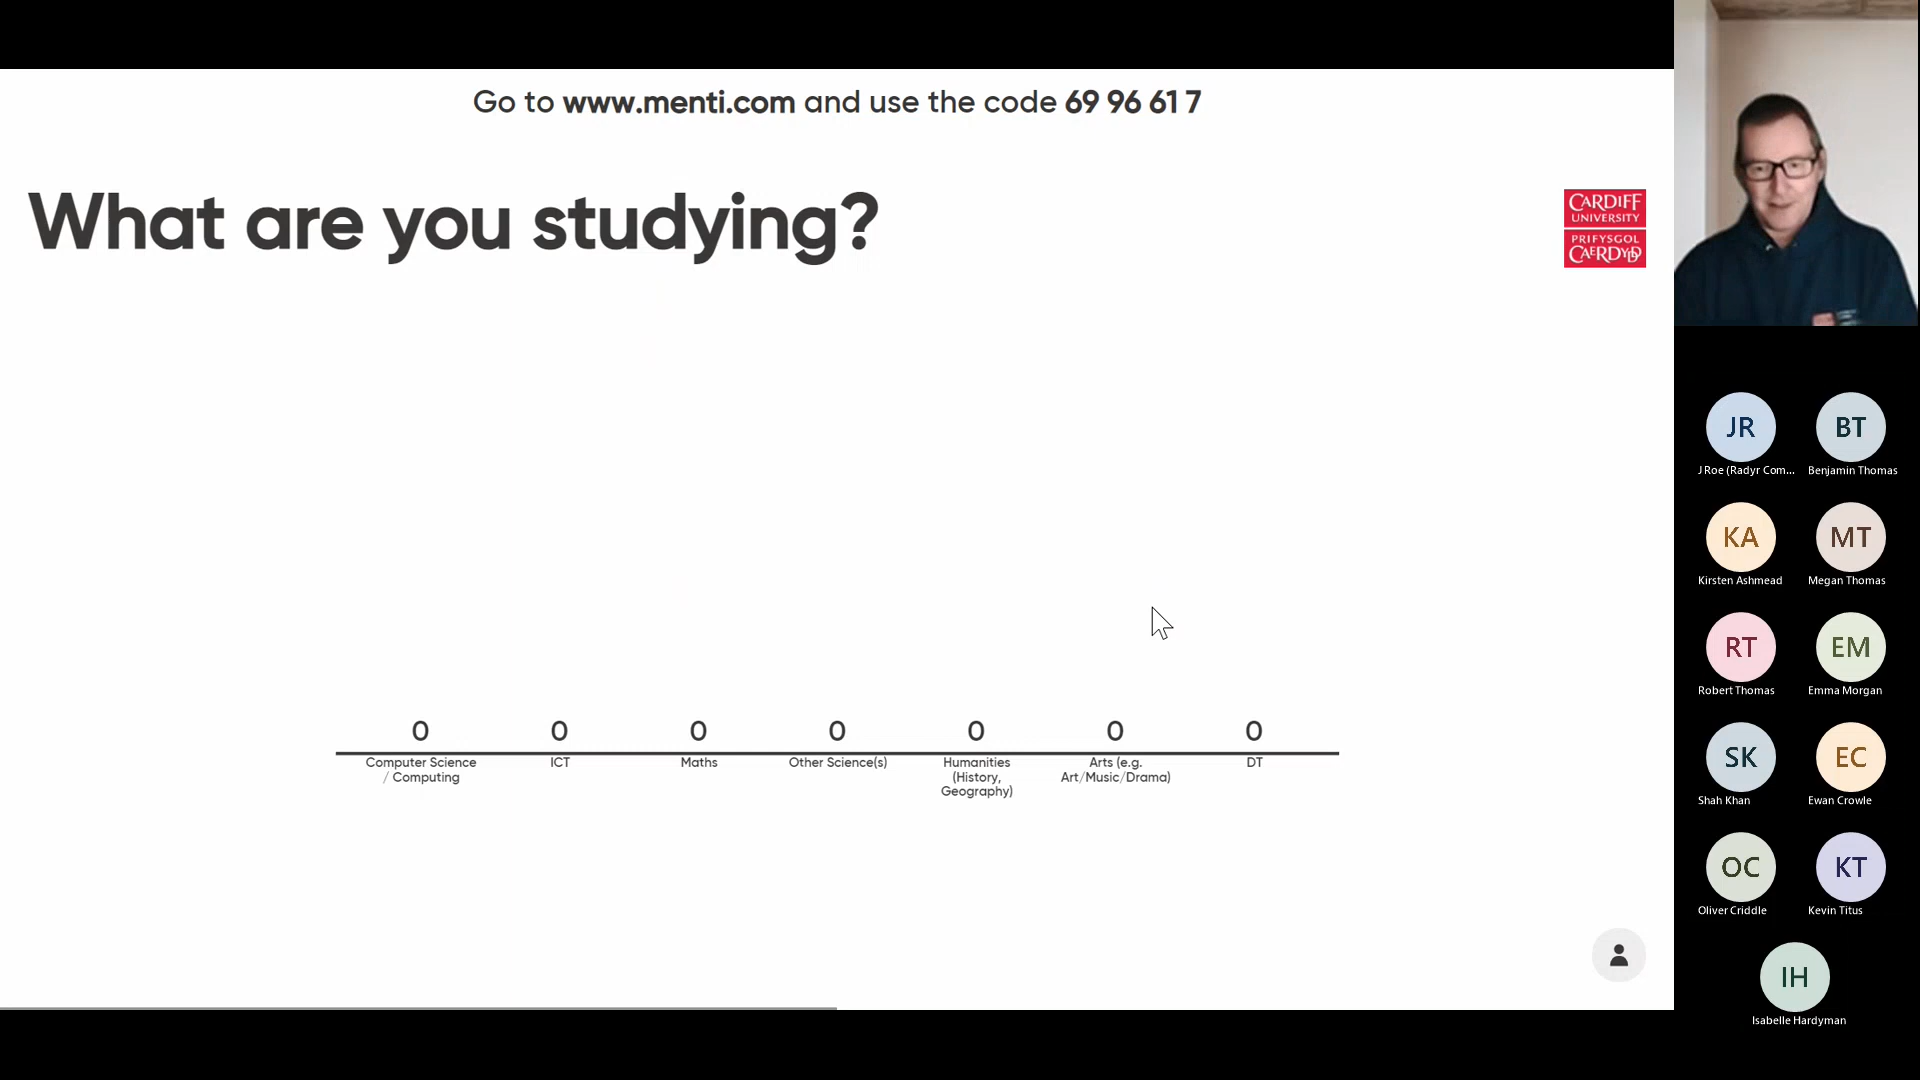 Go to www.menti.com and use the code 69 96 61 7
What are you studying?
CARDIFF
UNIVERSITY
PRIFYSGOL
CAERDYDD
0 0 0 0 0 0 0
Computer Science
/ Computing
ICT
Maths
Other Science(s)
Humanities
(History,
Geography)
Arts (e.g.
Art/Music/Drama)
DT
JR
J Roe (Radyr Com...
BT
Benjamin Thomas
KA
Kirsten Ashmead
MT
Megan Thomas
RT
Robert Thomas
EM
Emma Morgan
SK
Shah Khan
EC
Ewan Crowle
OC
Oliver Criddle
KT
Kevin Titus
IH
Isabelle Hardyman